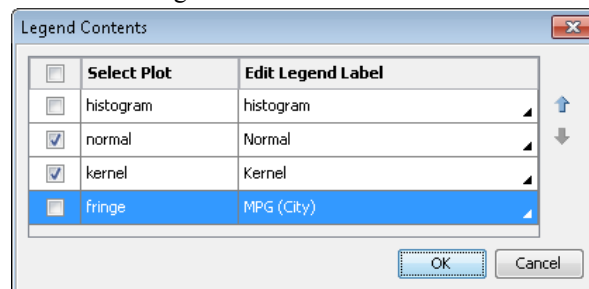 Legend Contents
Select Plot Edit Legend Label
histogram histogram
normal Normal
kernel Kernel
fringe MPG (City)
OK Cancel